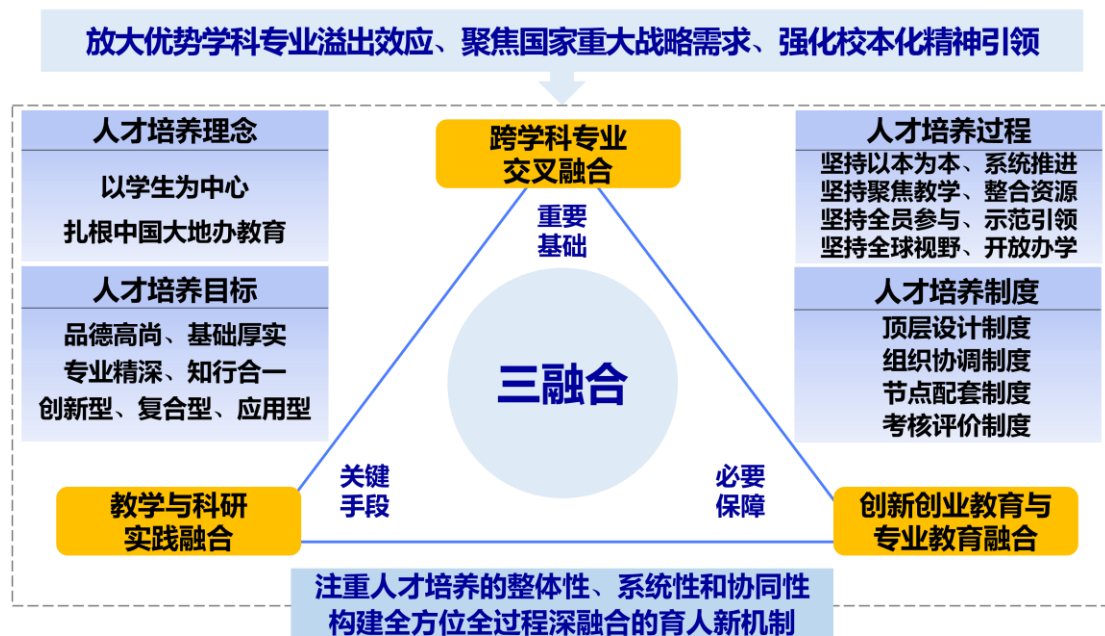 放大优势学科专业溢出效应、聚焦国家重大战略需求、强化校本化精神引领
人才培养理念
以学生为中心
扎根中国大地办教育
人才培养目标
品德高尚、基础厚实
专业精深、知行合一
创新型、复合型、应用型
跨学科专业
交叉融合
重要
基础
三融合
关键
手段
必要
保障
教学与科研
实践融合
创新创业教育与
专业教育融合
人才培养过程
坚持以本为本、系统推进
坚持聚焦教学、整合资源
坚持全员参与、示范引领
坚持全球视野、开放办学
人才培养制度
顶层设计制度
组织协调制度
节点配套制度
考核评价制度
注重人才培养的整体性、系统性和协同性
构建全方位全过程深融合的育人新机制